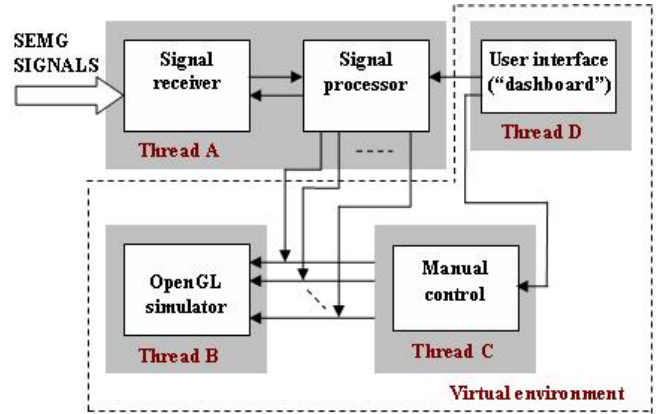 SEMG
SIGNALS
Signal
receiver
Signal
processor
User interface
(“dashboard”)
Thread A
Thread D
OpenGL
simulator
Manual
control
Thread B
Thread C
Virtual environment